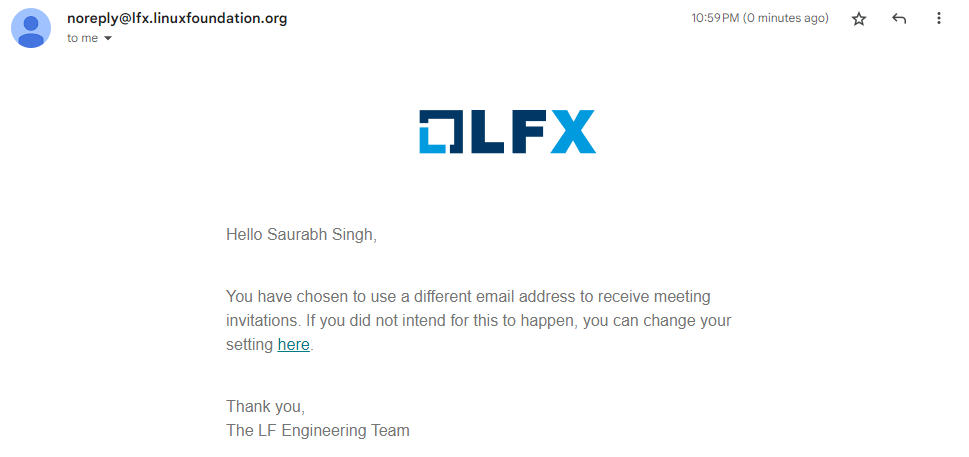 noreply@lfx.linuxfoundation.org
10:59 PM (0 minutes ago)
to me
LFX
Hello Saurabh Singh,
You have chosen to use a different email address to receive meeting
invitations. If you did not intend for this to happen, you can change your
setting here.
Thank you,
The LF Engineering Team